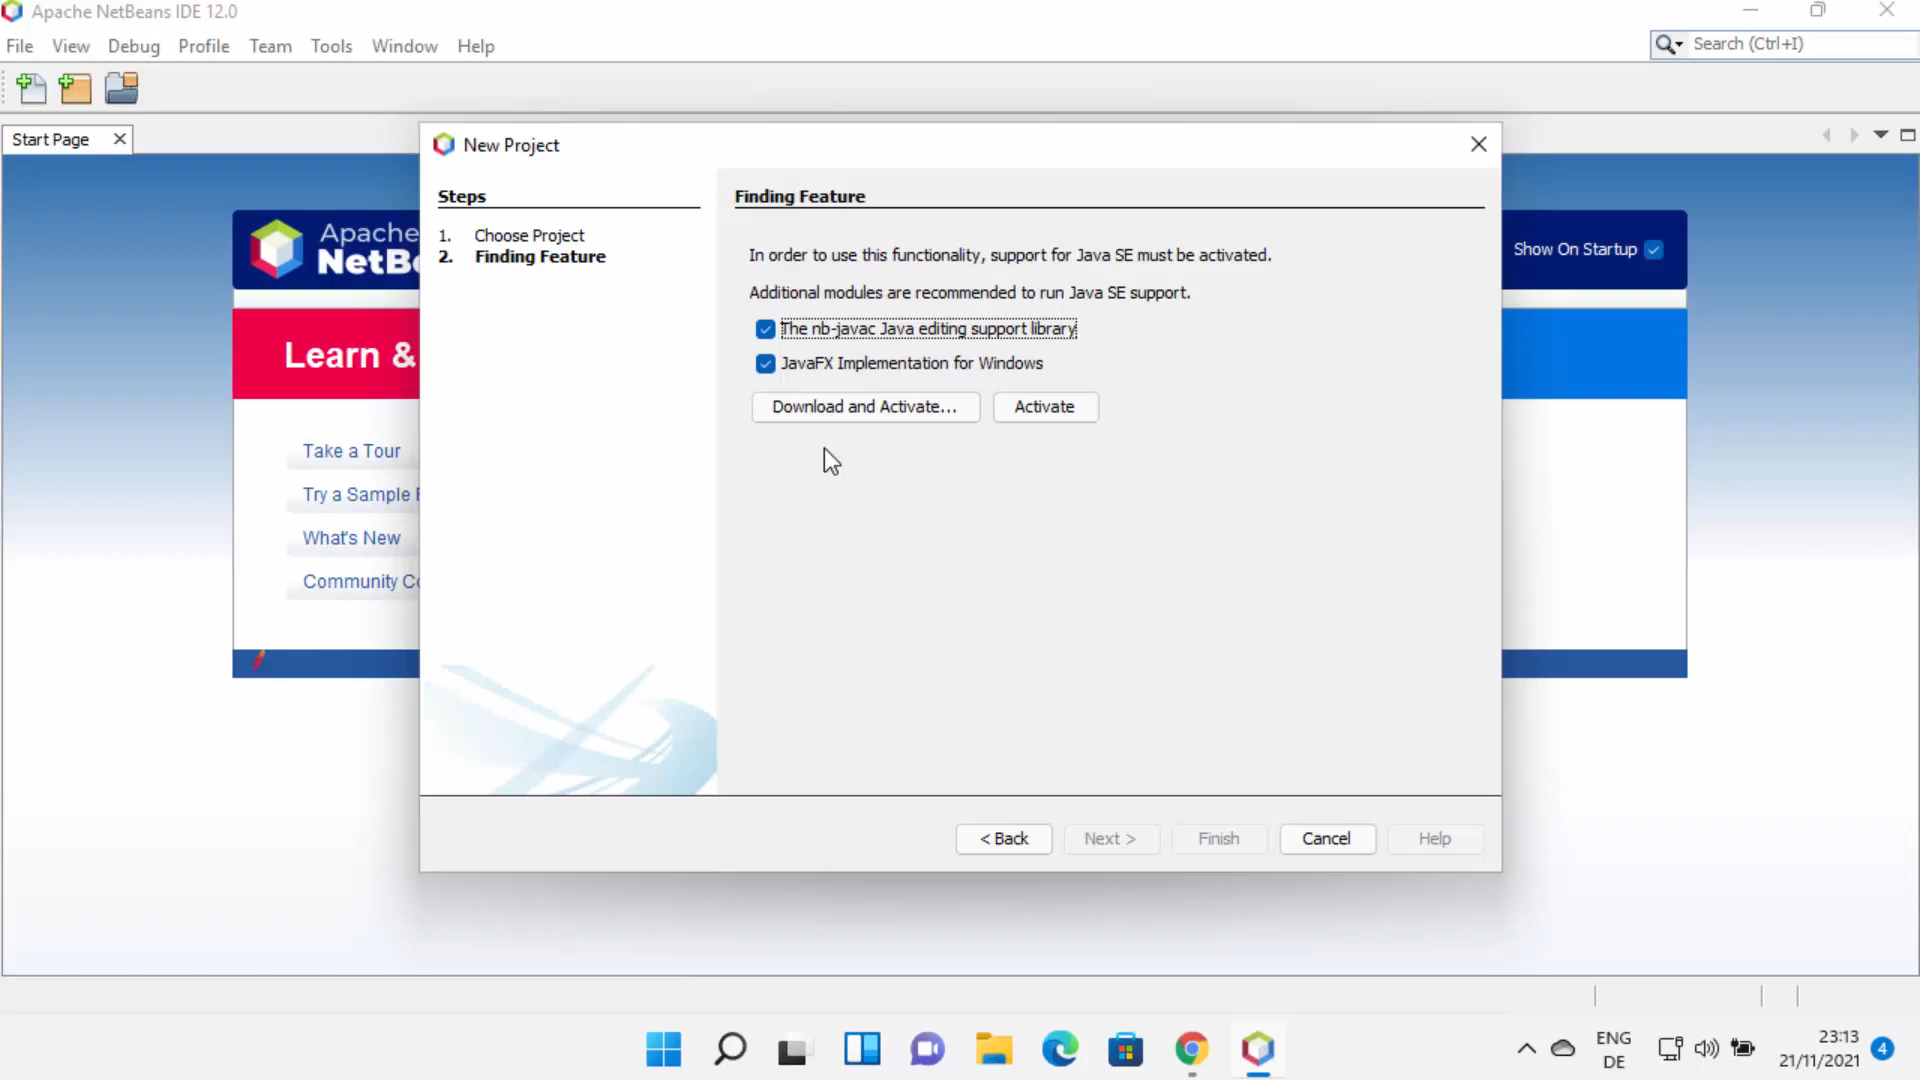 Apache NetBeans IDE 12.0
File View Debug Profile Team Tools Window Help
Search (Ctrl+I)
Start Page
New Project
Steps
1. Choose Project
2. Finding Feature
Finding Feature
In order to use this functionality, support for Java SE must be activated.
Additional modules are recommended to run Java SE support.
The nb-javac Java editing support library
JavaFX Implementation for Windows
Download and Activate... Activate
< Back Next > Finish Cancel Help
Apache
NetBe
Show On Startup
Learn &
Take a Tour
Try a Sample
What's New
Community Co
ENG
DE
23:13
21/11/2021
4